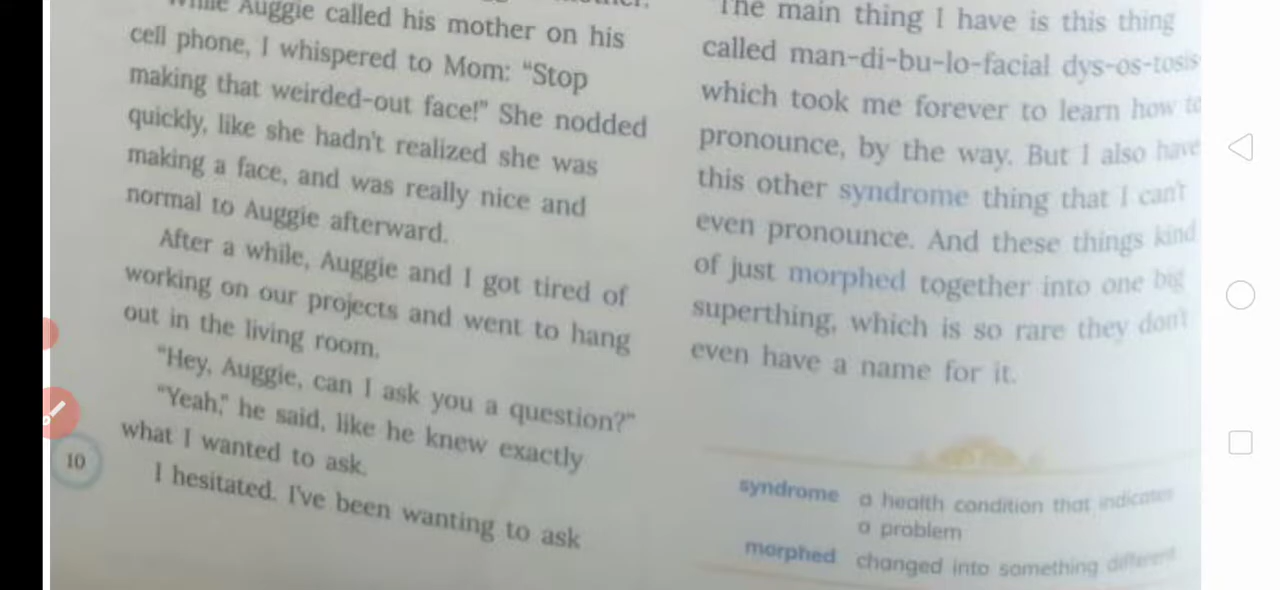 While Auggie called his mother on his
cell phone, I whispered to Mom: “Stop
making that weirded-out face!” She nodded
quickly, like she hadn't realized she was
making a face, and was really nice and
normal to Auggie afterward.
After a while, Auggie and I got tired of
working on our projects and went to hang
out in the living room.
“Hey, Auggie, can I ask you a question?”
“Yeah,” he said, like he knew exactly
what I wanted to ask.
I hesitated. I've been wanting to ask
10
The main thing I have is this thing
called man-di-bu-lo-facial dys-os-tosis
which took me forever to learn how to
pronounce, by the way. But I also have
this other syndrome thing that I can't
even pronounce. And these things kind
of just morphed together into one big
superthing, which is so rare they don't
even have a name for it.
syndrome a health condition that indicates
a problem
morphed changed into something different